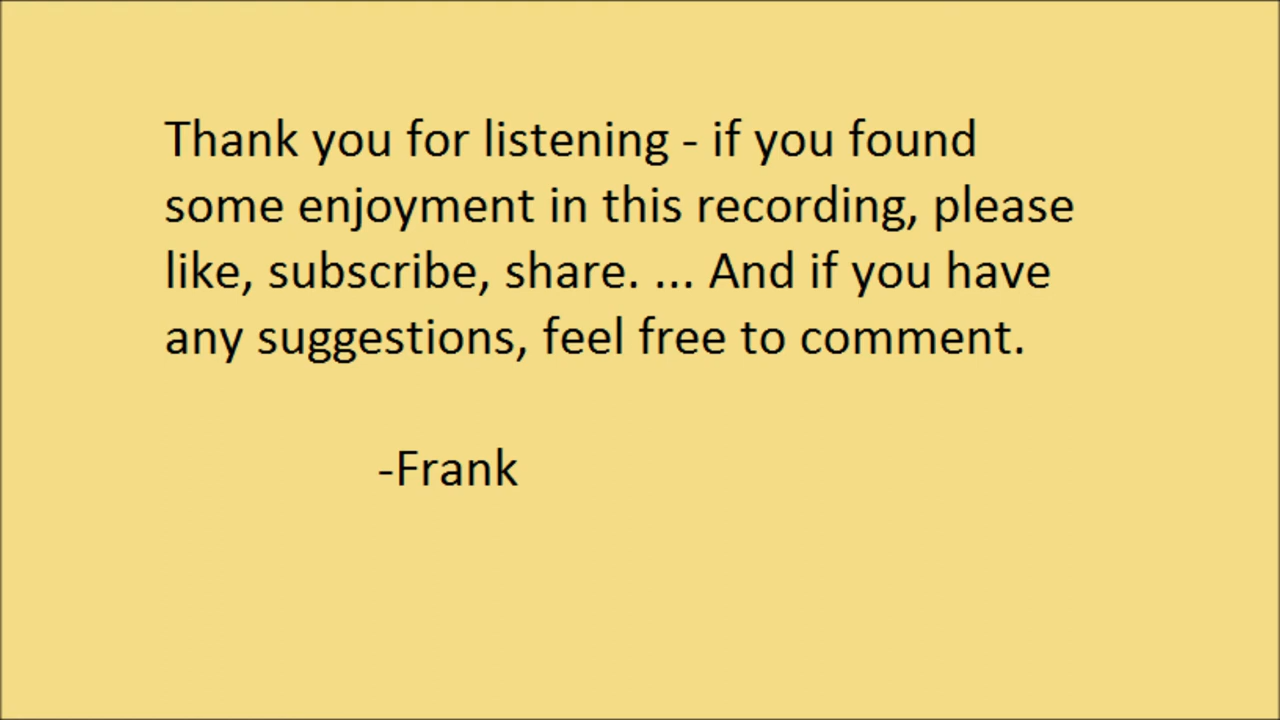 Thank you for listening - if you found
some enjoyment in this recording, please
like, subscribe, share. ... And if you have
any suggestions, feel free to comment.
-Frank